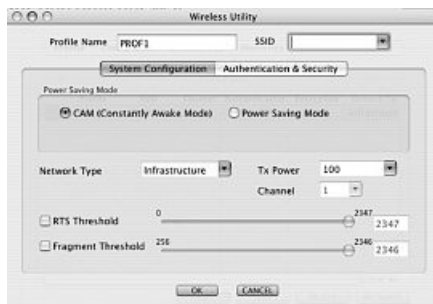 Wireless Utility
Profile Name PROF1 SSID
System Configuration Authentication & Security
Power Saving Mode
CAM (Constantly Awake Mode) Power Saving Mode
Network Type Infrastructure Tx Power 100
Channel 1
RTS Threshold 0 2347 2347
Fragment Threshold 256 2346 2346
OK CANCEL